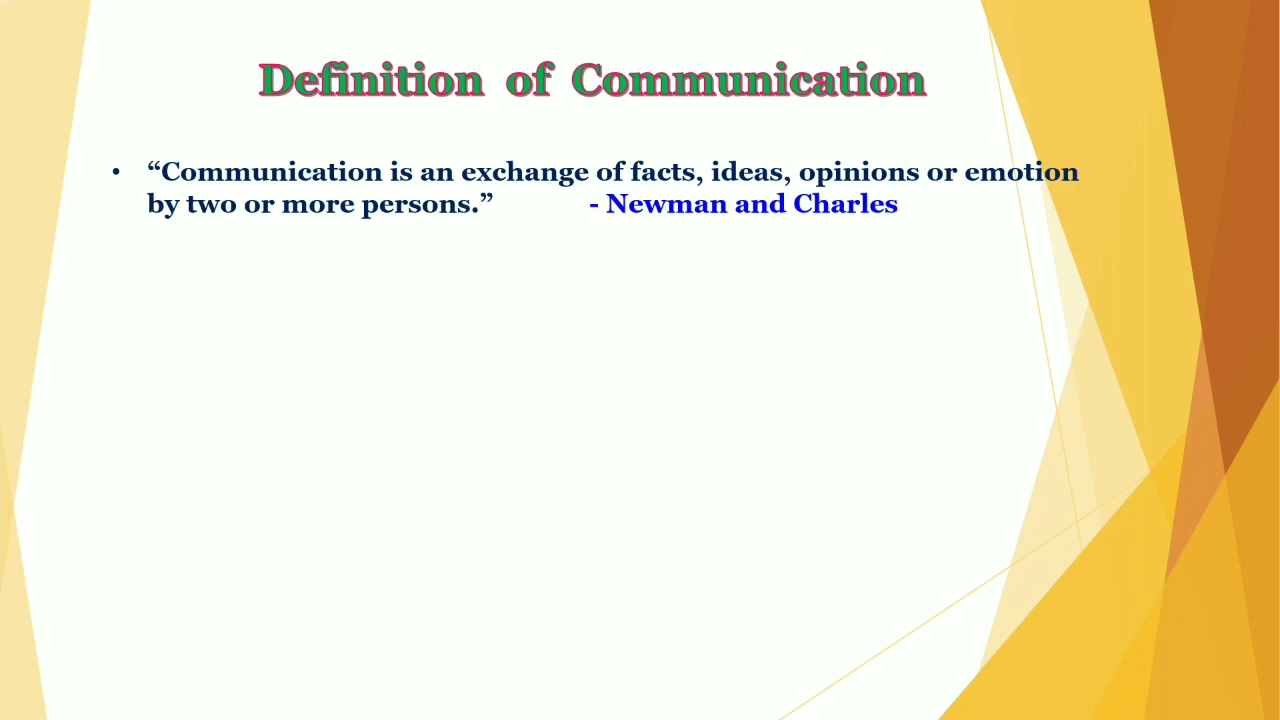 Definition of Communication
• “Communication is an exchange of facts, ideas, opinions or emotion
by two or more persons.” - Newman and Charles